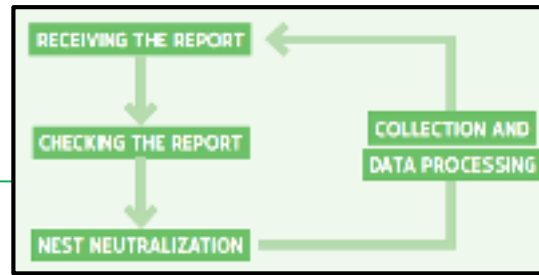 RECEIVING THE REPORT
CHECKING THE REPORT
NEST NEUTRALIZATION
COLLECTION AND
DATA PROCESSING